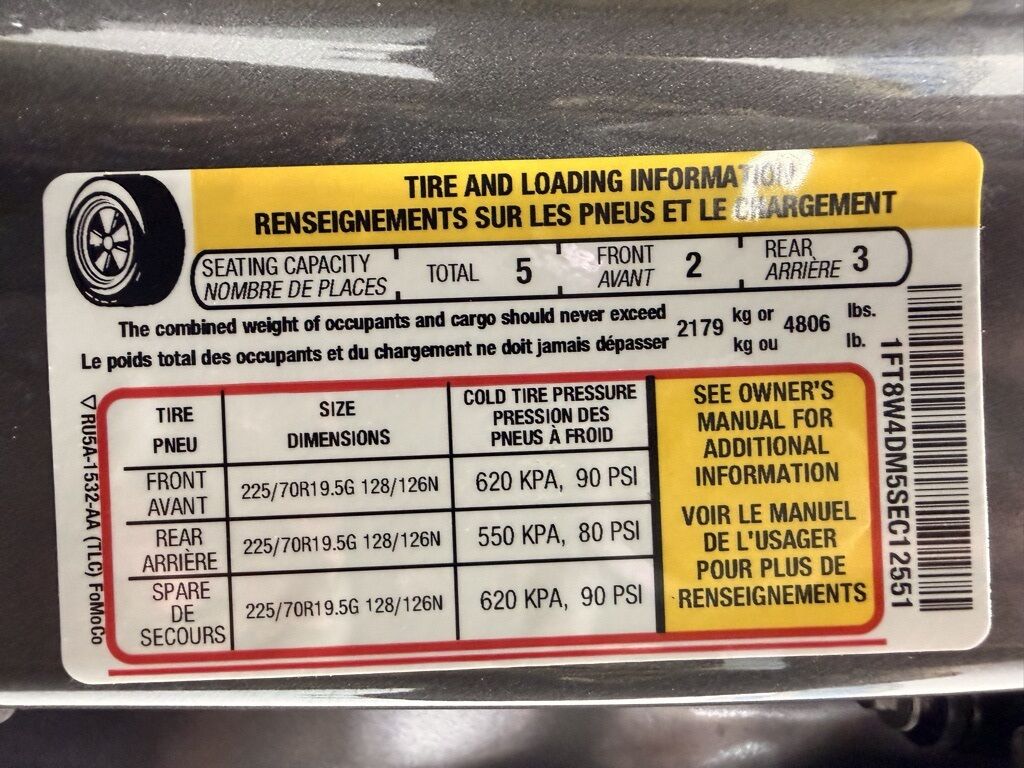 TIRE AND LOADING INFORMATION
RENSEIGNEMENTS SUR LES PNEUS ET LE CHARGEMENT
SEATING CAPACITY
NOMBRE DE PLACES
TOTAL 5
FRONT
AVANT
2
REAR
ARRIÈRE
3
The combined weight of occupants and cargo should never exceed
Le poids total des occupants et du chargement ne doit jamais dépasser
2179
kg or
kg ou
4806
lbs.
lb.
TIRE
PNEU
SIZE
DIMENSIONS
COLD TIRE PRESSURE
PRESSION DES
PNEUS À FROID
FRONT
AVANT
225/70R19.5G 128/126N
620 KPA, 90 PSI
REAR
ARRIÈRE
225/70R19.5G 128/126N
550 KPA, 80 PSI
SPARE
DE
SECOURS
225/70R19.5G 128/126N
620 KPA, 90 PSI
SEE OWNER'S
MANUAL FOR
ADDITIONAL
INFORMATION
VOIR LE MANUEL
DE L'USAGER
POUR PLUS DE
RENSEIGNEMENTS
1FT8W4DM5SEC12551
RU5A-1532-AA (TLC) FoMoCo